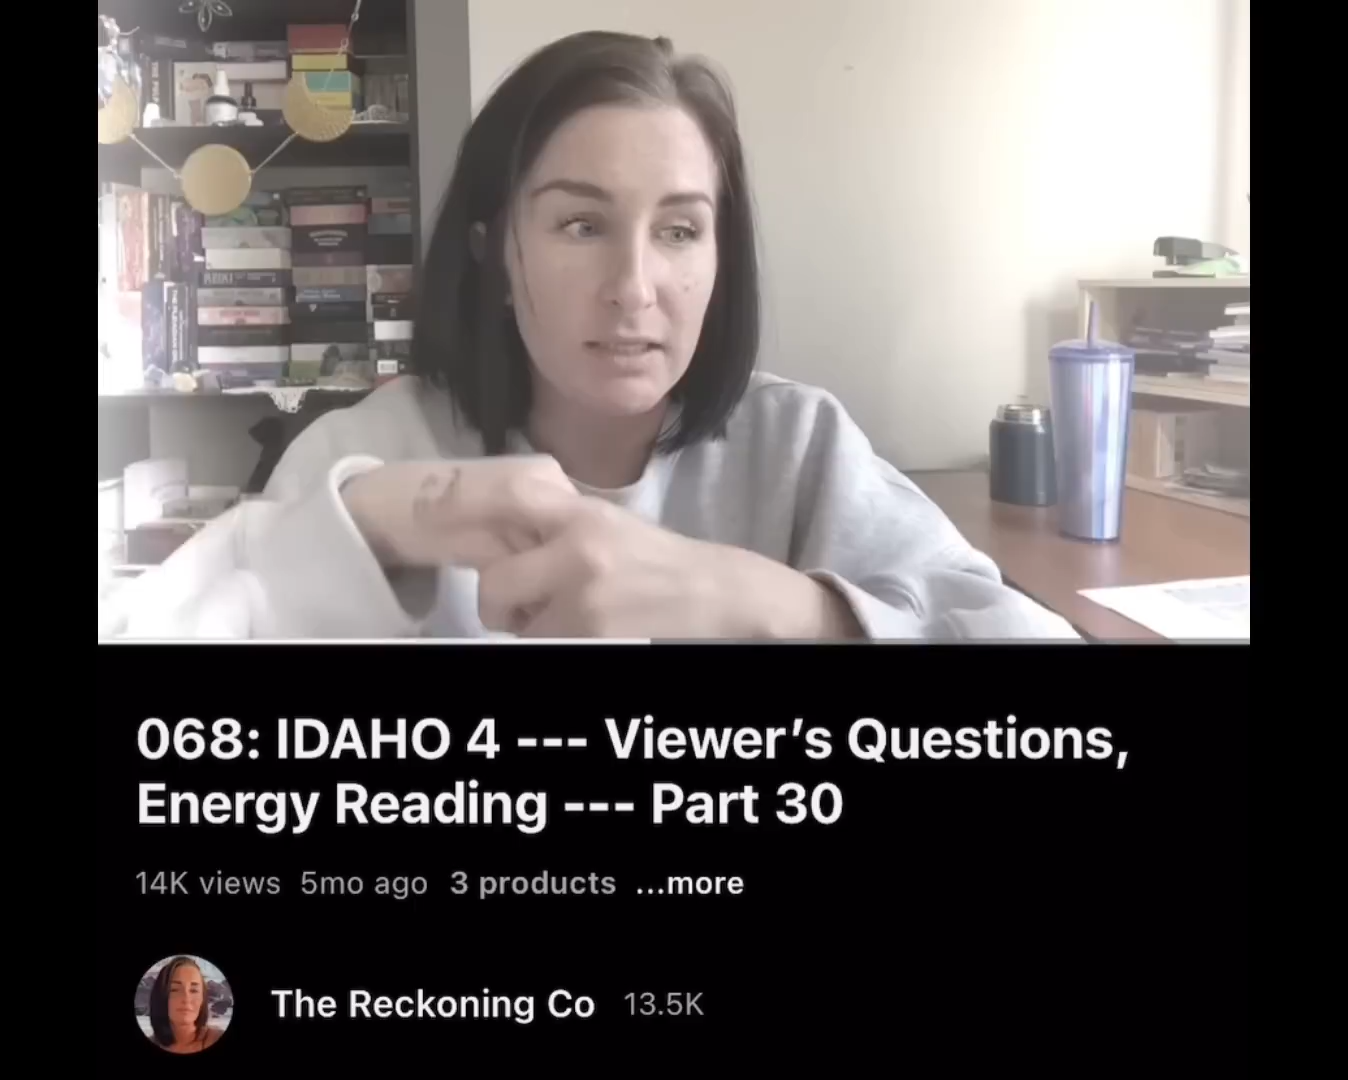 REIKI
068: IDAHO 4 --- Viewer’s Questions,
Energy Reading --- Part 30
14K views 5mo ago 3 products ...more
The Reckoning Co 13.5K